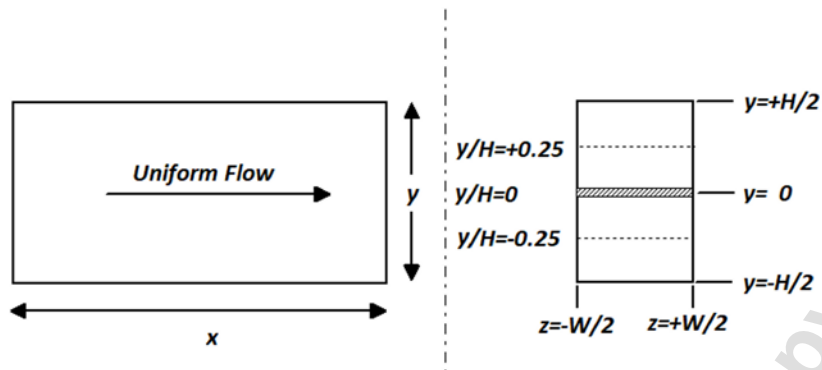 Uniform Flow
y
x
y/H=+0.25
y/H=0
y/H=-0.25
y=+H/2
y= 0
y=-H/2
z=-W/2
z=+W/2